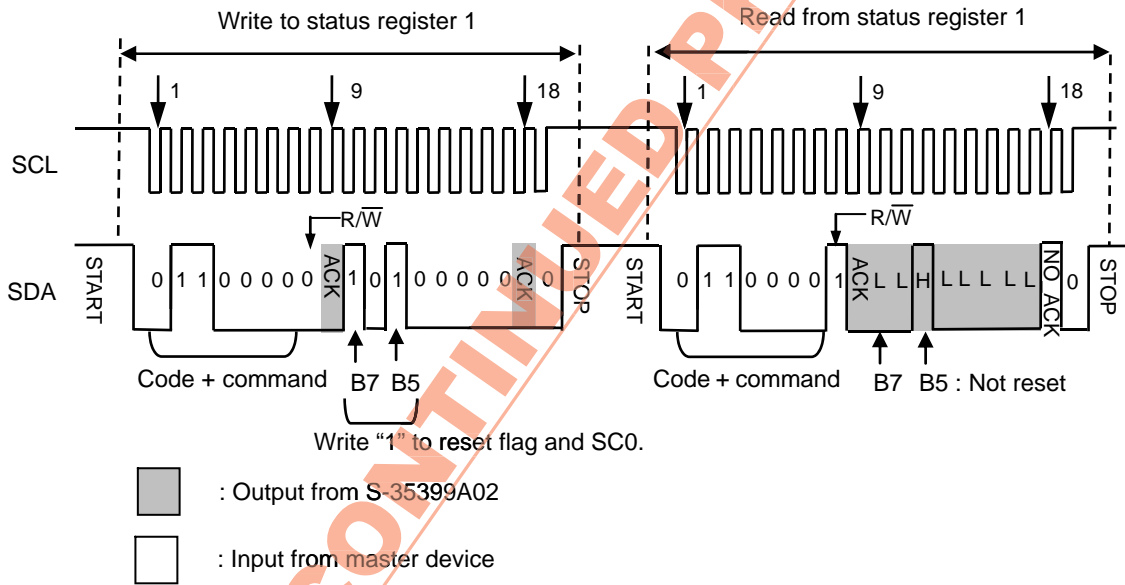 Write to status register 1
Read from status register 1
1 9 18 1 9 18
SCL
R/W R/W
SDA
START 0 1 1 0 0 0 0 0 ACK 1 0 1 0 0 0 0 0 ACK 0 STOP START 0 1 1 0 0 0 0 1 ACK L L H L L L L L NO ACK 0 STOP
Code + command B7 B5 Code + command B7 B5 : Not reset
Write “1” to reset flag and SC0.
: Output from S-35399A02
: Input from master device
CONTINUED P